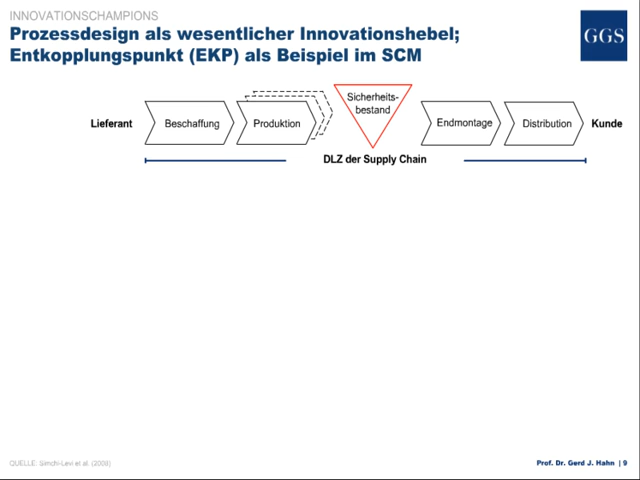 INNOVATIONSCHAMPIONS
Prozessdesign als wesentlicher Innovationshebel;
Entkopplungspunkt (EKP) als Beispiel im SCM
GGS
Lieferant
Beschaffung
Produktion
Sicherheits-
bestand
Endmontage
Distribution
Kunde
DLZ der Supply Chain
QUELLE: Simchi-Levi et al. (2008)
Prof. Dr. Gerd J. Hahn | 9